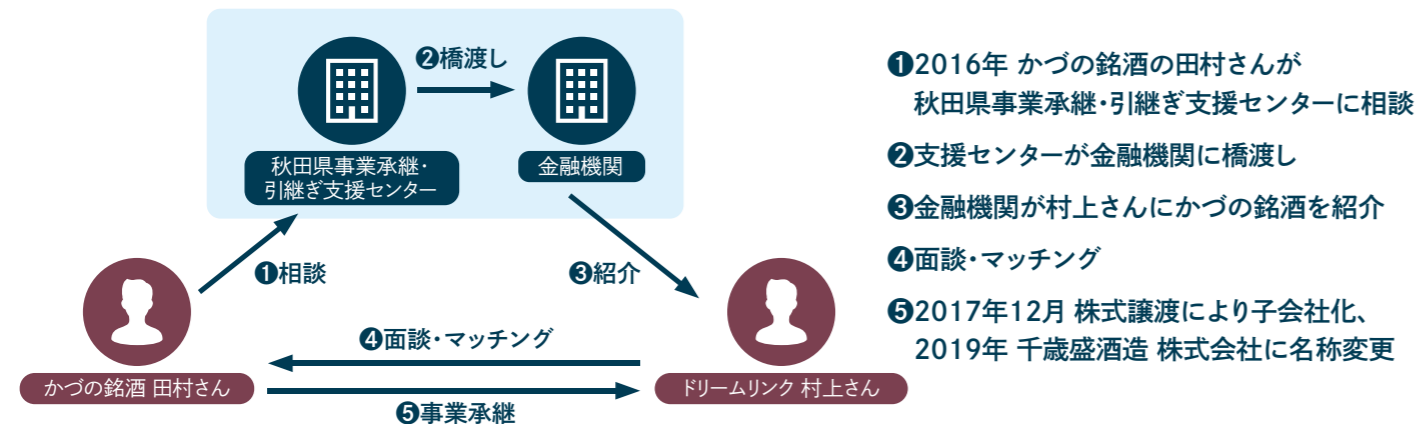 ❷橋渡し
秋田県事業承継・
引継ぎ支援センター
金融機関
❶相談
❸紹介
❹面談・マッチング
かづの銘酒 田村さん
ドリームリンク 村上さん
❺事業承継
❶2016年 かづの銘酒の田村さんが
秋田県事業承継・引継ぎ支援センターに相談
❷支援センターが金融機関に橋渡し
❸金融機関が村上さんにかづの銘酒を紹介
❹面談・マッチング
❺2017年12月 株式譲渡により子会社化、
2019年 千歳盛酒造 株式会社に名称変更